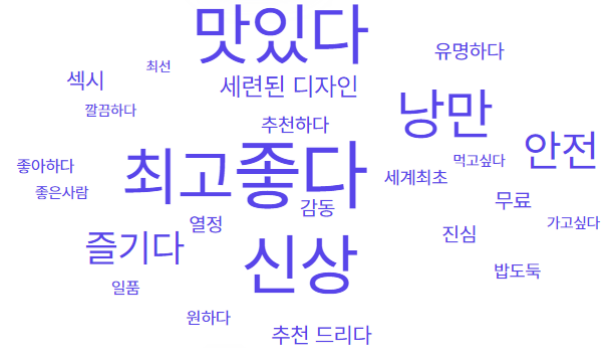 맛있다
유명하다
최선
섹시
세련된 디자인
깔끔하다
낭만
추천하다
안전
먹고싶다
좋아하다
최고
좋다
세계최초
좋은사람
무료
감동
열정
가고싶다
진심
즐기다
신상
밥도둑
일품
원하다
추천 드리다